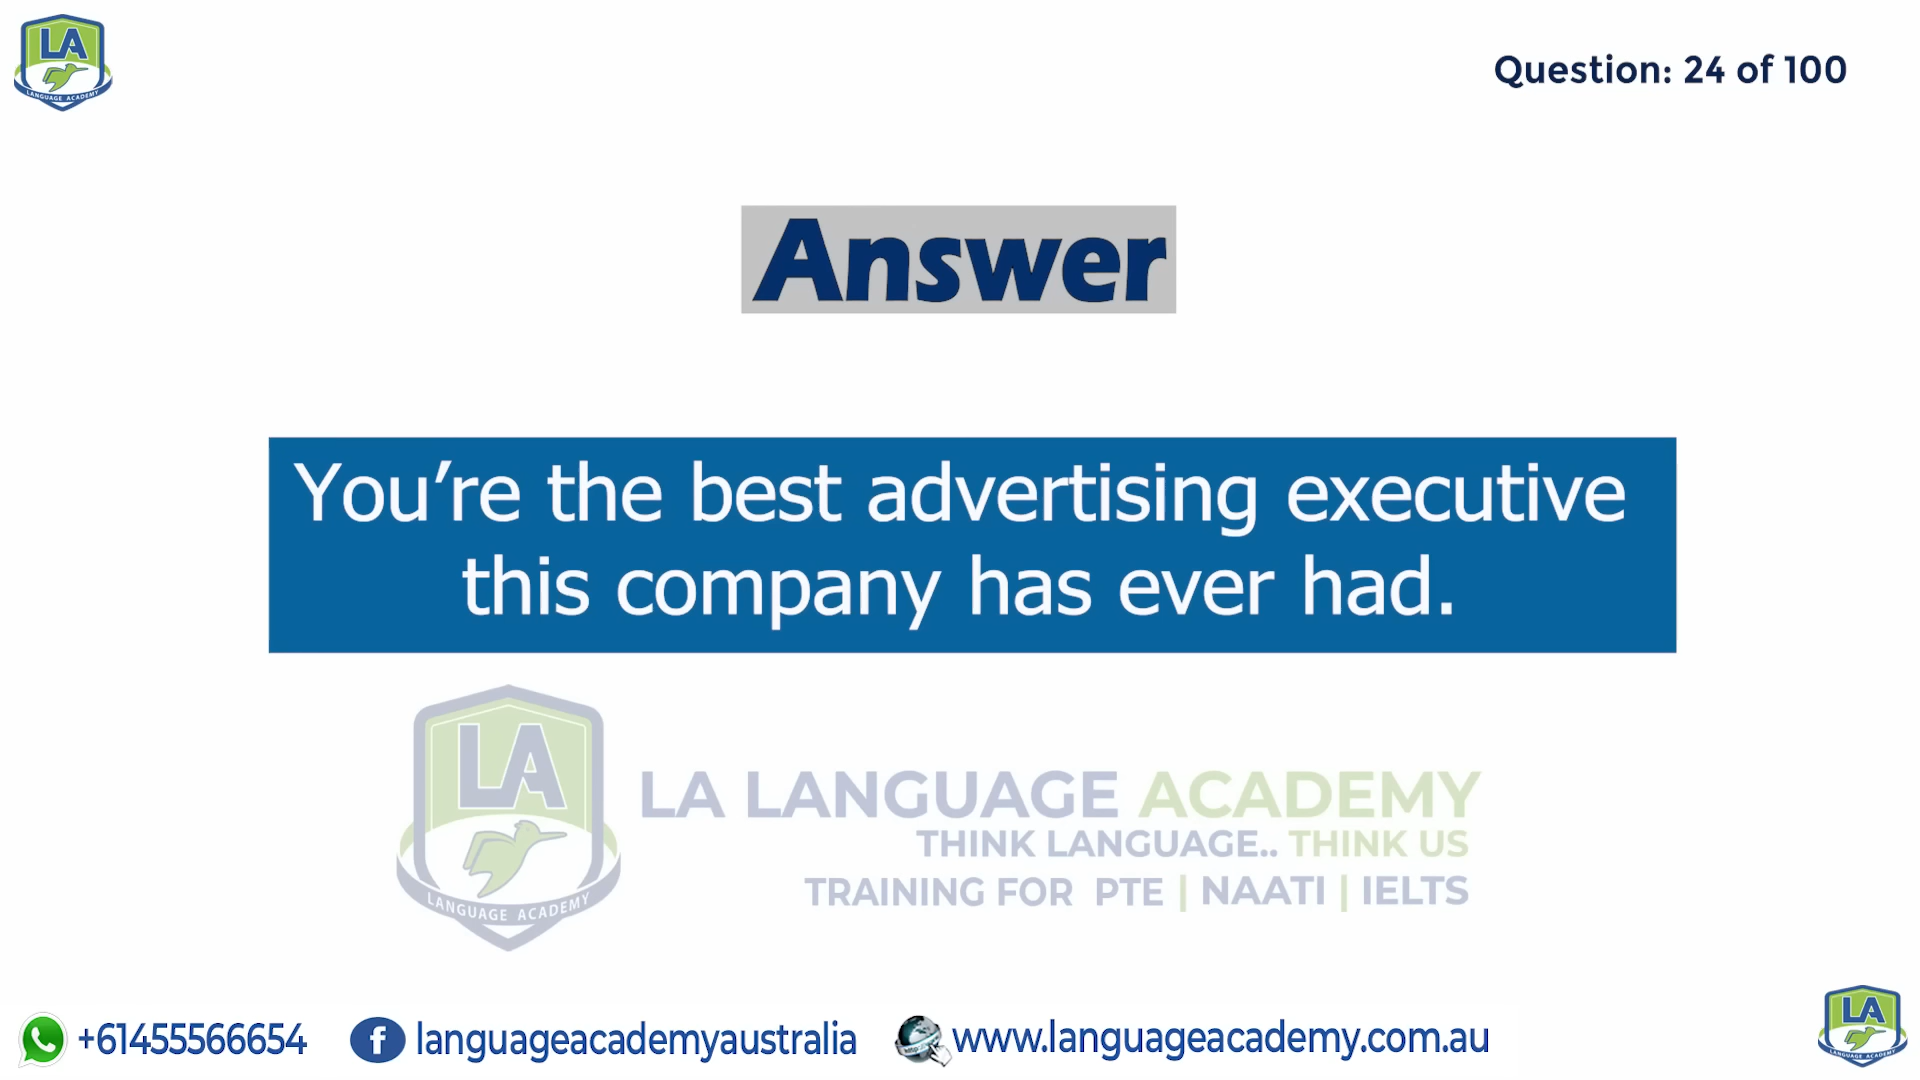 LA
LANGUAGE ACADEMY
Question: 24 of 100
Answer
You’re the best advertising executive
this company has ever had.
LA
LANGUAGE ACADEMY
LA LANGUAGE ACADEMY
THINK LANGUAGE.. THINK US
TRAINING FOR PTE | NAATI | IELTS
+61455566654
languageacademyaustralia
www.languageacademy.com.au
LA
LANGUAGE ACADEMY